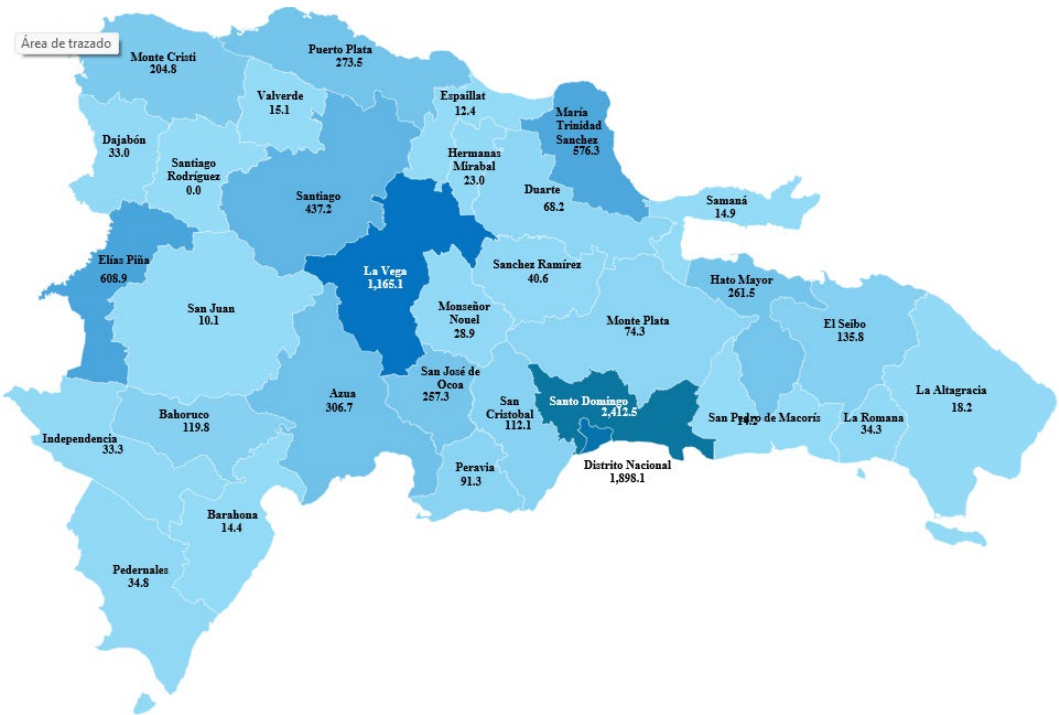 Área de trazado
Monte Cristi
204.8
Puerto Plata
273.5
Valverde
15.1
Espaillat
12.4
María
Trinidad
Sanchez
576.3
Dajabón
33.0
Santiago
Rodríguez
0.0
Hermanas
Mirabal
23.0
Duarte
68.2
Santiago
437.2
Samaná
14.9
Elías Piña
608.9
La Vega
1,165.1
Sanchez Ramírez
40.6
Hato Mayor
261.5
San Juan
10.1
Monseñor
Nouel
28.9
Monte Plata
74.3
El Seibo
135.8
San José de
Ocoa
257.3
Azua
306.7
La Altagracia
18.2
San
Cristobal
112.1
Santo Domingo
2,412.5
Bahoruco
119.8
San Pedro de Macorís
La Romana
34.3
Independencia
33.3
Peravia
91.3
Distrito Nacional
1,898.1
Barahona
14.4
Pedernales
34.8